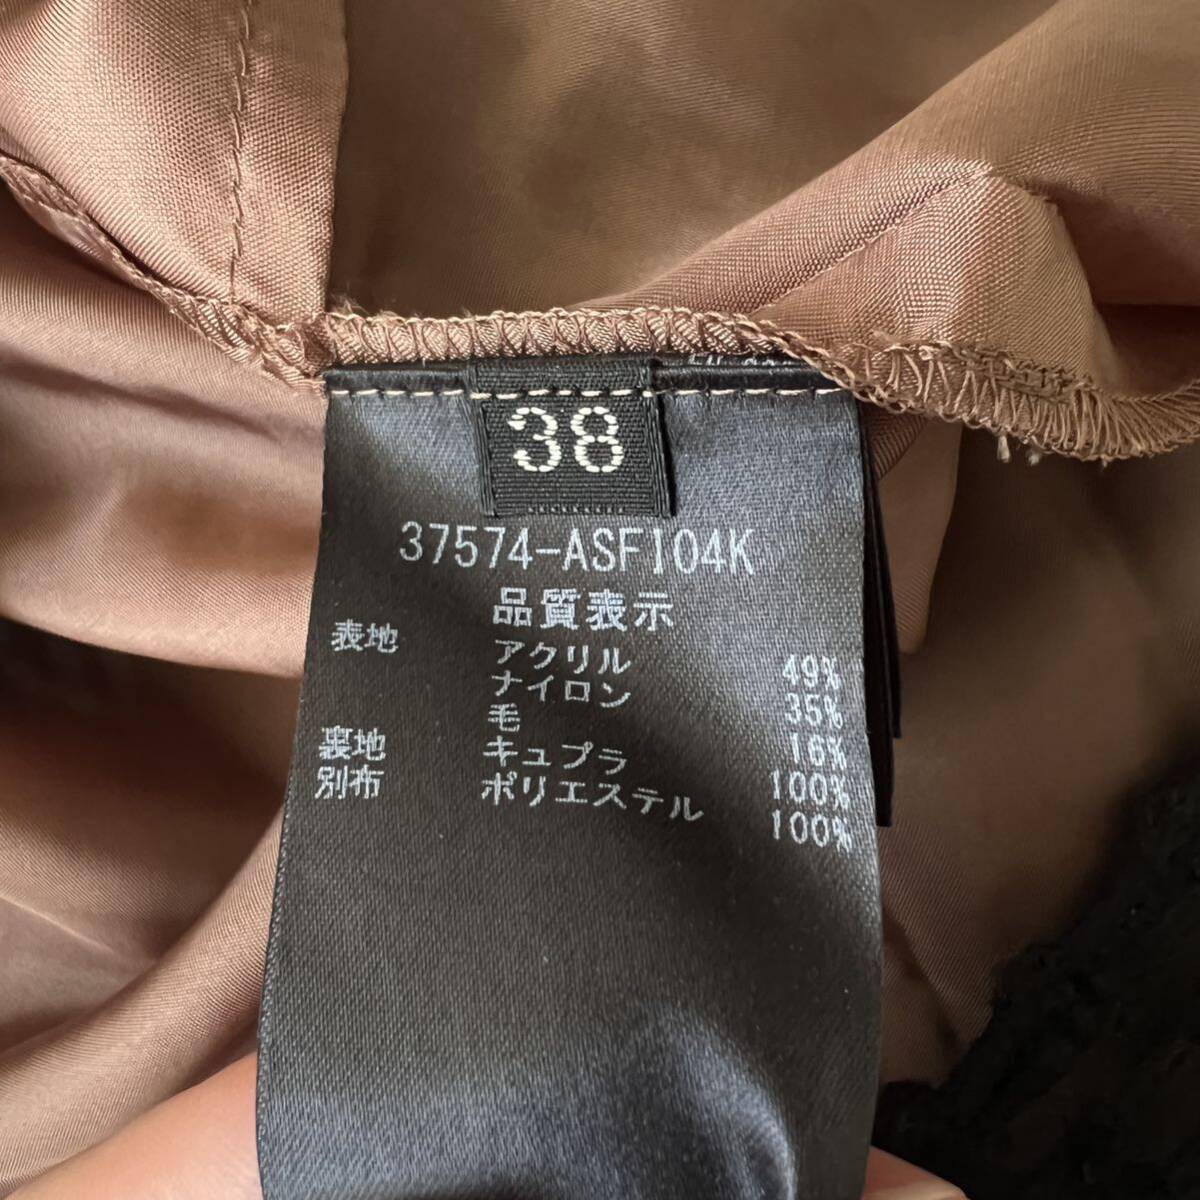 38
37574-ASFI04K
品質表示
表地 アクリル 49%
ナイロン 35%
毛 16%
裏地 キュプラ 100%
別布 ポリエステル 100%